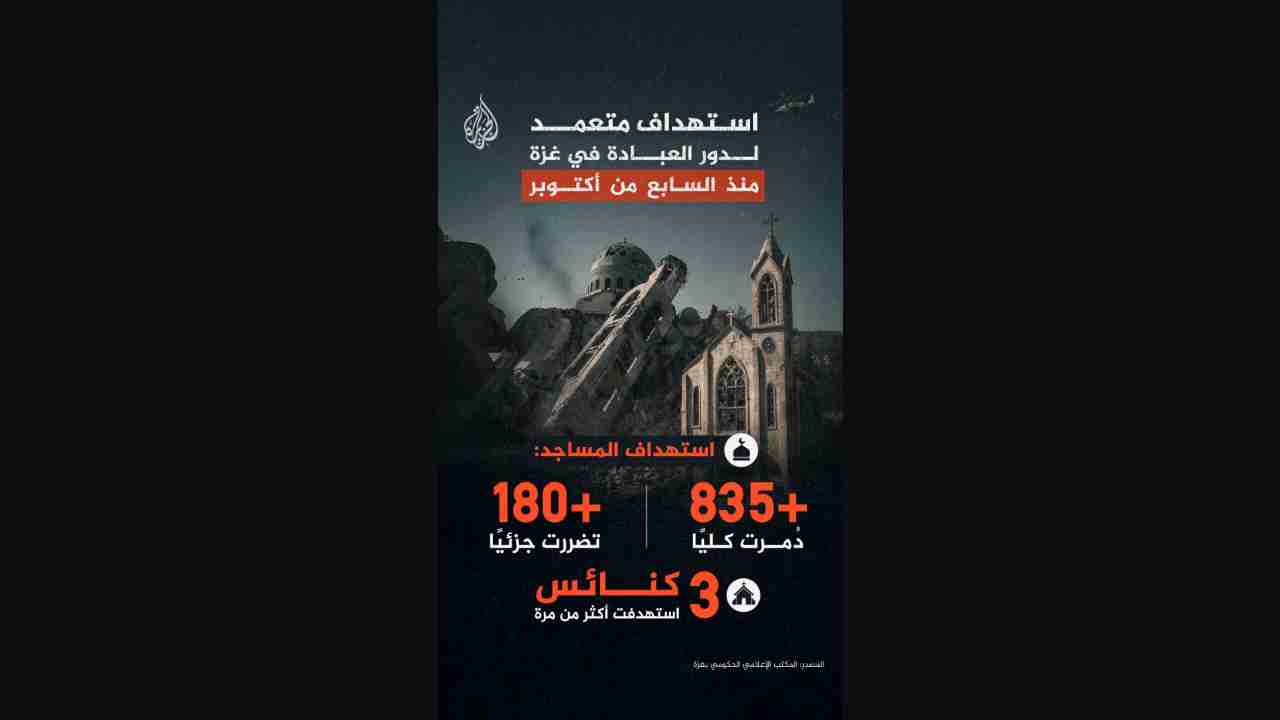 استهداف متعمد
لدور العبادة في غزة
منذ السابع من أكتوبر
استهداف المساجد:
835+
دُمرت كليًا
180+
تضررت جزئيًا
3 كنائس
استهدفت أكثر من مرة
المصدر: المكتب الإعلامي الحكومي بغزة